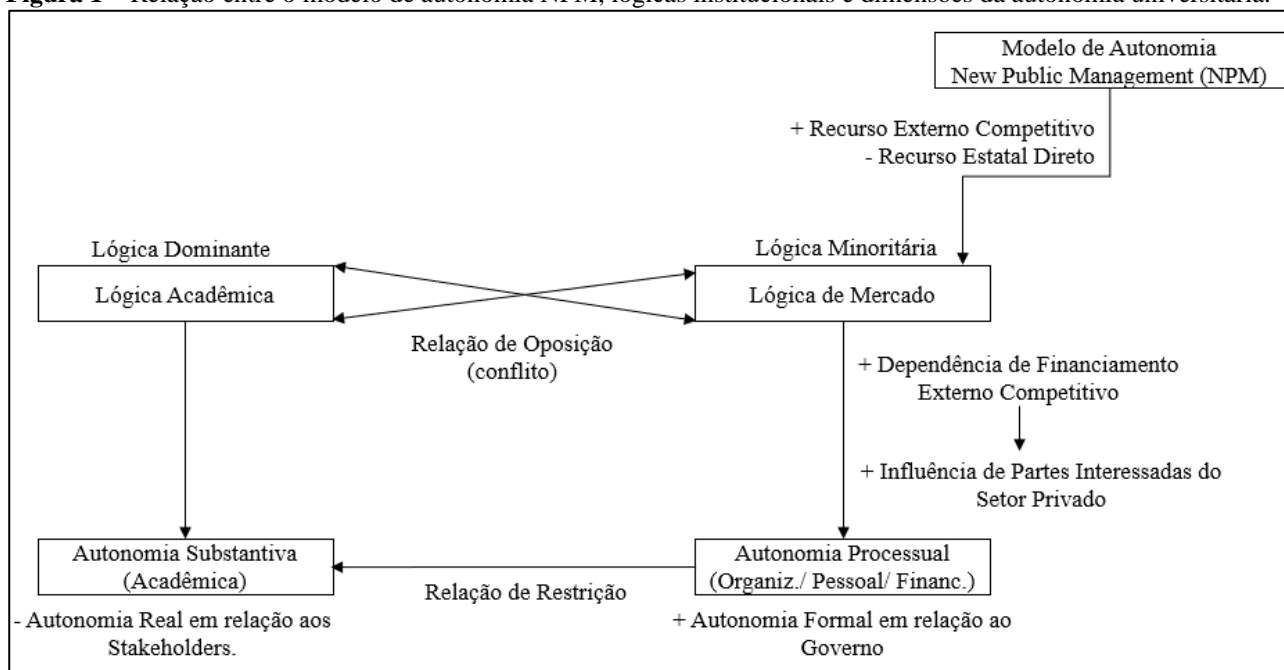 Figura 1 – Relação entre o modelo de autonomia NPM, lógicas institucionais e dimensões da autonomia universitária.
Modelo de Autonomia
New Public Management (NPM)
+ Recurso Externo Competitivo
- Recurso Estatal Direto
Lógica Dominante
Lógica Minoritária
Lógica Acadêmica
Lógica de Mercado
Relação de Oposição
(conflito)
+ Dependência de Financiamento
Externo Competitivo
+ Influência de Partes Interessadas do
Setor Privado
Autonomia Substantiva
(Acadêmica)
Relação de Restrição
Autonomia Processual
(Organiz./ Pessoal/ Financ.)
- Autonomia Real em relação aos
Stakeholders.
+ Autonomia Formal em relação ao
Governo